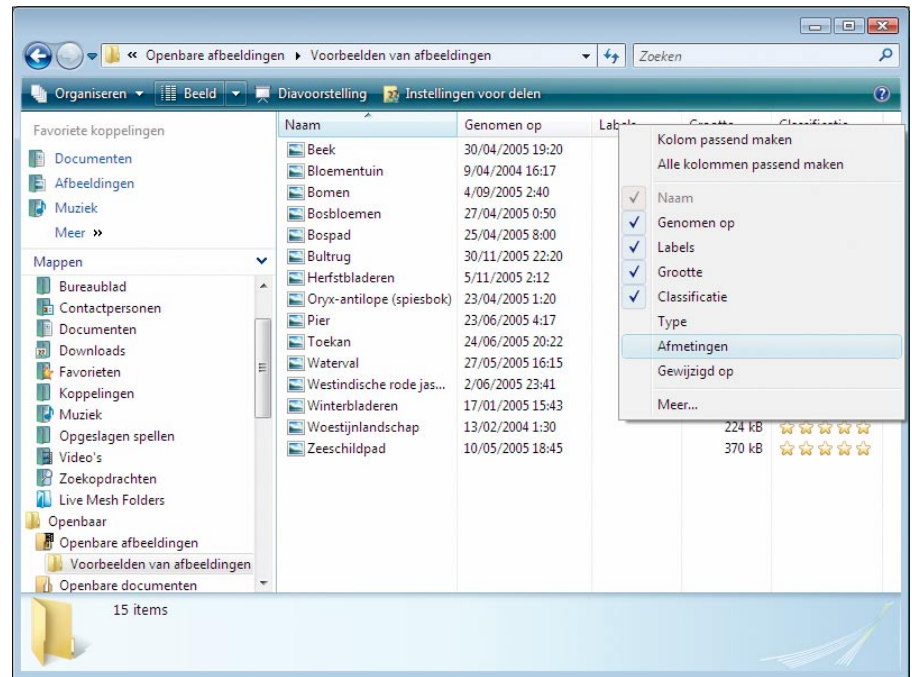 « Openbare afbeeldingen Voorbeelden van afbeeldingen Zoeken
Organiseren Beeld Diavoorstelling Instellingen voor delen
Favoriete koppelingen
Documenten
Afbeeldingen
Muziek
Meer »
Mappen
Bureaublad
Contactpersonen
Documenten
Downloads
Favorieten
Koppelingen
Muziek
Opgeslagen spellen
Video's
Zoekopdrachten
Live Mesh Folders
Openbaar
Openbare afbeeldingen
Voorbeelden van afbeeldingen
Openbare documenten
Naam Genomen op Labels Grootte Classificatie
Beek 30/04/2005 19:20
Bloementuin 9/04/2004 16:17
Bomen 4/09/2005 2:40
Bosbloemen 27/04/2005 0:50
Bospad 25/04/2005 8:00
Bultrug 30/11/2005 22:20
Herfstbladeren 5/11/2005 2:12
Oryx-antilope (spiesbok) 23/04/2005 1:20
Pier 23/06/2005 4:17
Toekan 24/06/2005 20:22
Waterval 27/05/2005 16:15
Westindische rode jas... 2/06/2005 23:41
Winterbladeren 17/01/2005 15:43
Woestijnlandschap 13/02/2004 1:30 224 kB
Zeeschildpad 10/05/2005 18:45 370 kB
Kolom passend maken
Alle kolommen passend maken
Naam
Genomen op
Labels
Grootte
Classificatie
Type
Afmetingen
Gewijzigd op
Meer...
15 items